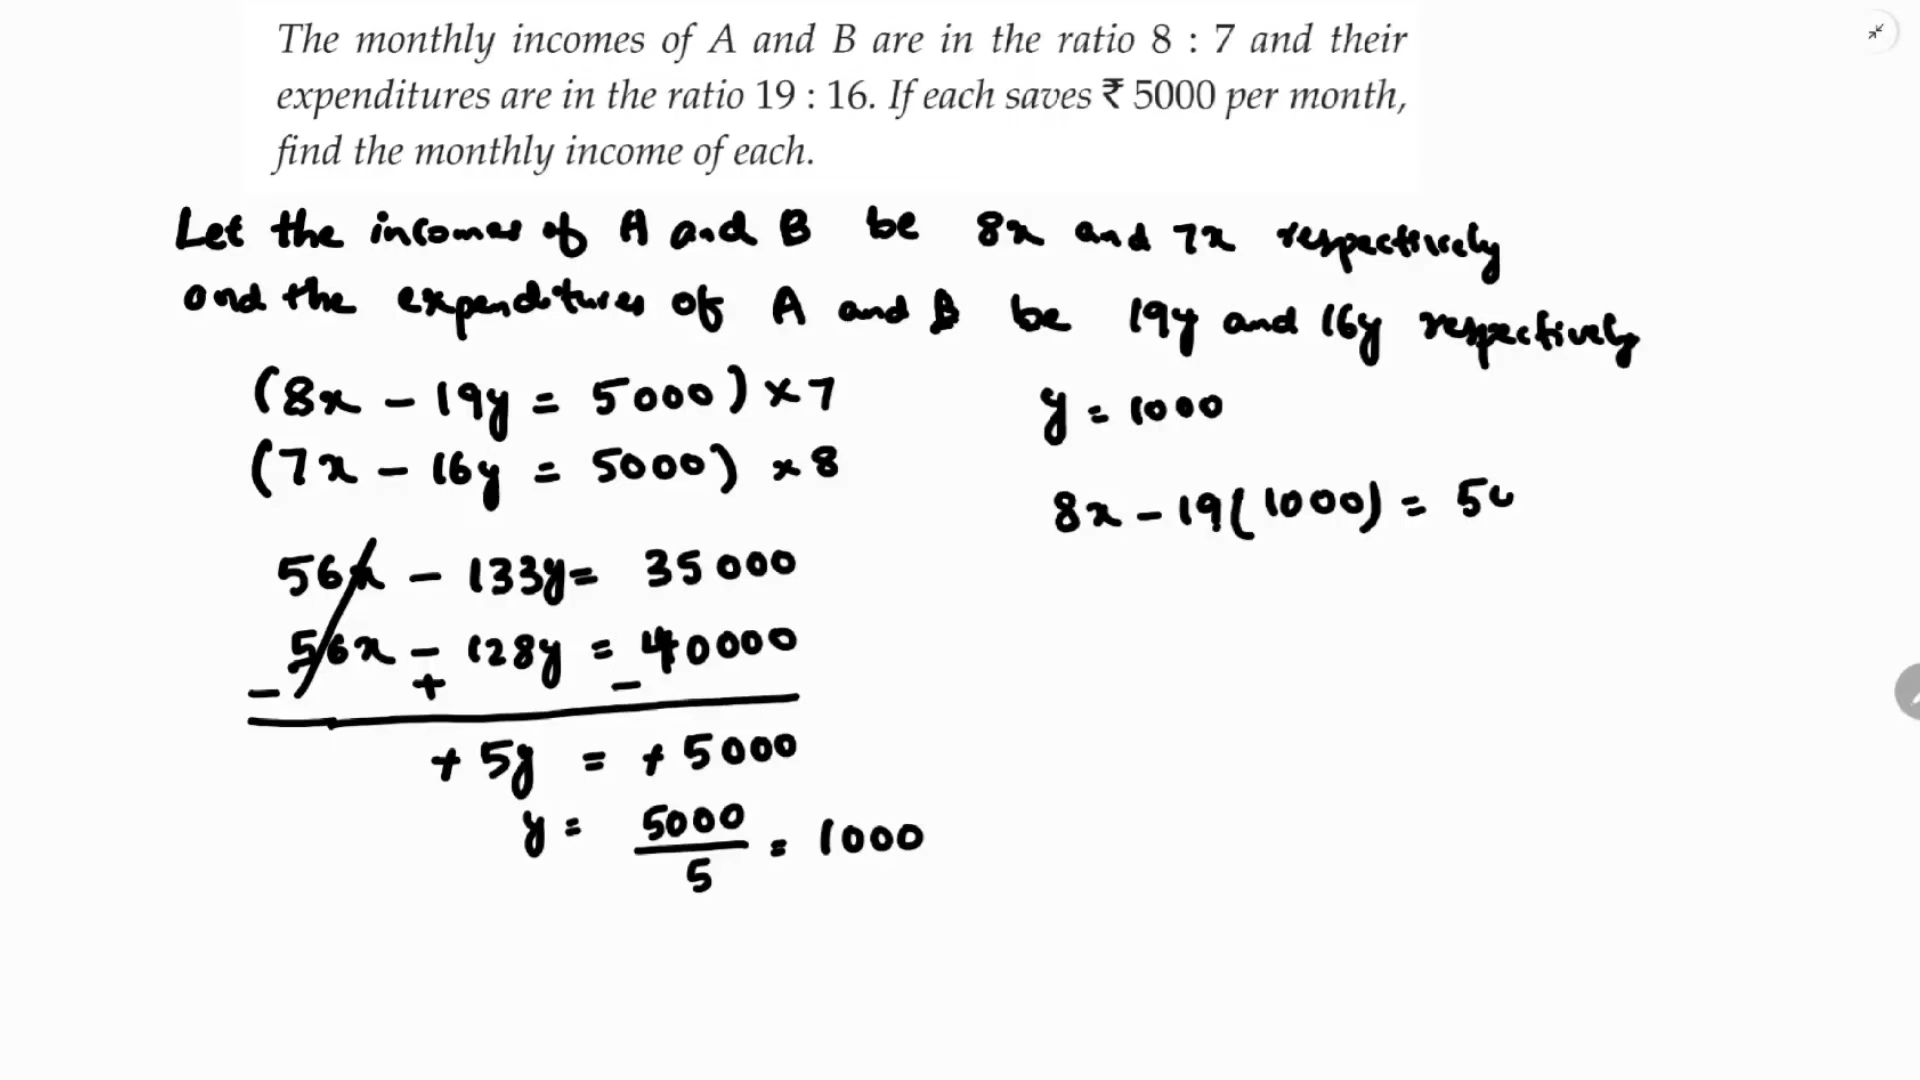 The monthly incomes of A and B are in the ratio 8 : 7 and their
expenditures are in the ratio 19 : 16. If each saves ₹ 5000 per month,
find the monthly income of each.
Let the incomes of A and B be 8x and 7x respectively
and the expenditures of A and B be 19y and 16y respectively
(8x - 19y = 5000) × 7
(7x - 16y = 5000) × 8
56x - 133y = 35000
56x - 128y = 40000
- + -
+ 5y = + 5000
y = 5000/5 = 1000
y = 1000
8x - 19(1000) = 50